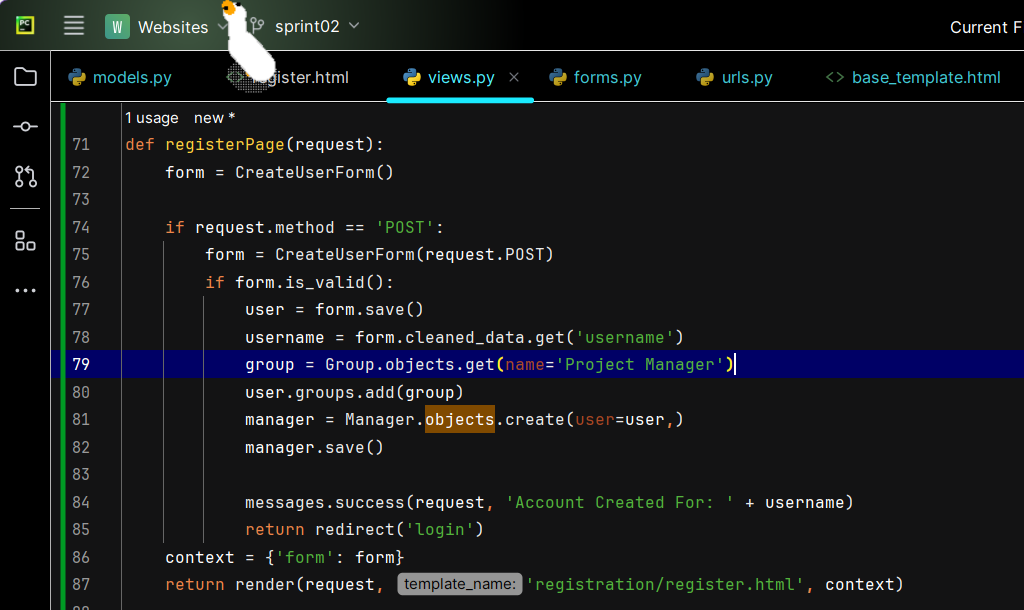 PC W Websites sprint02 Current F
models.py gister.html views.py forms.py urls.py <> base_template.html
1 usage new *
71 def registerPage(request):
72 form = CreateUserForm()
73
74 if request.method == 'POST':
75 form = CreateUserForm(request.POST)
76 if form.is_valid():
77 user = form.save()
78 username = form.cleaned_data.get('username')
79 group = Group.objects.get(name='Project Manager')
80 user.groups.add(group)
81 manager = Manager.objects.create(user=user,)
82 manager.save()
83
84 messages.success(request, 'Account Created For: ' + username)
85 return redirect('login')
86 context = {'form': form}
87 return render(request, template_name: 'registration/register.html', context)